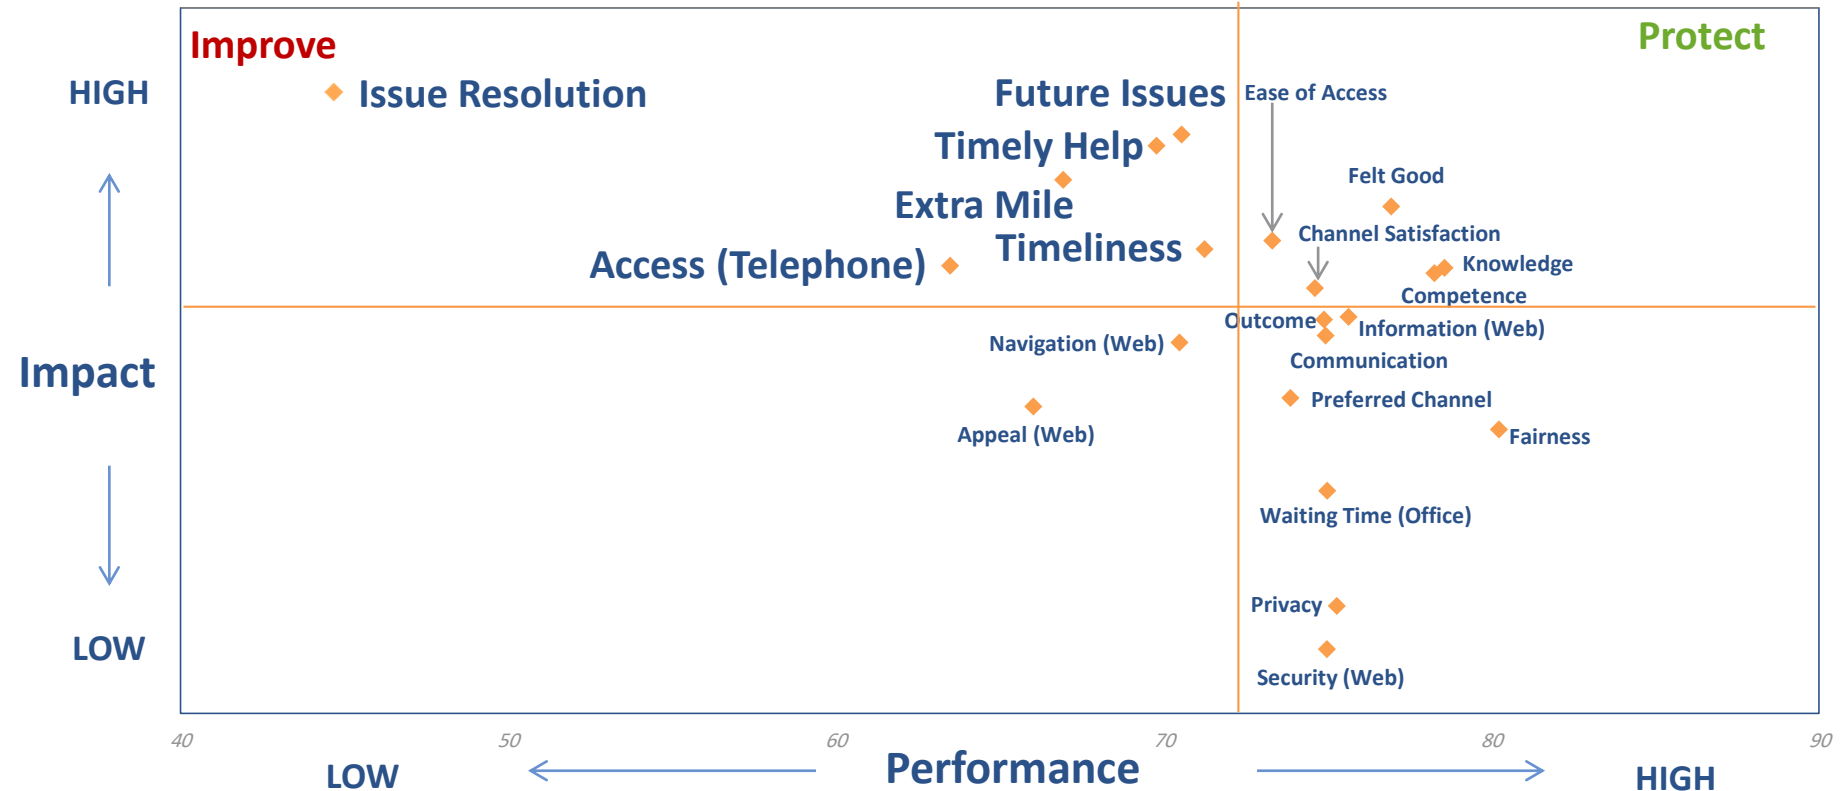 Improve
Protect
HIGH
Issue Resolution
Future Issues
Ease of Access
Timely Help
Felt Good
Extra Mile
Channel Satisfaction
Timeliness
Access (Telephone)
Knowledge
Competence
Outcome
Information (Web)
Navigation (Web)
Communication
Impact
Preferred Channel
Appeal (Web)
Fairness
Waiting Time (Office)
Privacy
LOW
Security (Web)
40
50
60
70
80
90
LOW
Performance
HIGH